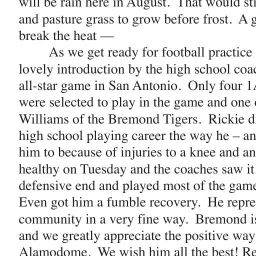 will be rain here in August. That would sti
and pasture grass to grow before frost. A g
break the heat —
As we get ready for football practice
lovely introduction by the high school coac
all-star game in San Antonio. Only four 1A
were selected to play in the game and one o
Williams of the Bremond Tigers. Rickie d
high school playing career the way he – an
him to because of injuries to a knee and an
healthy on Tuesday and the coaches saw it
defensive end and played most of the game
Even got him a fumble recovery. He repre
community in a very fine way. Bremond is
and we greatly appreciate the positive way
Alamodome. We wish him all the best! Re